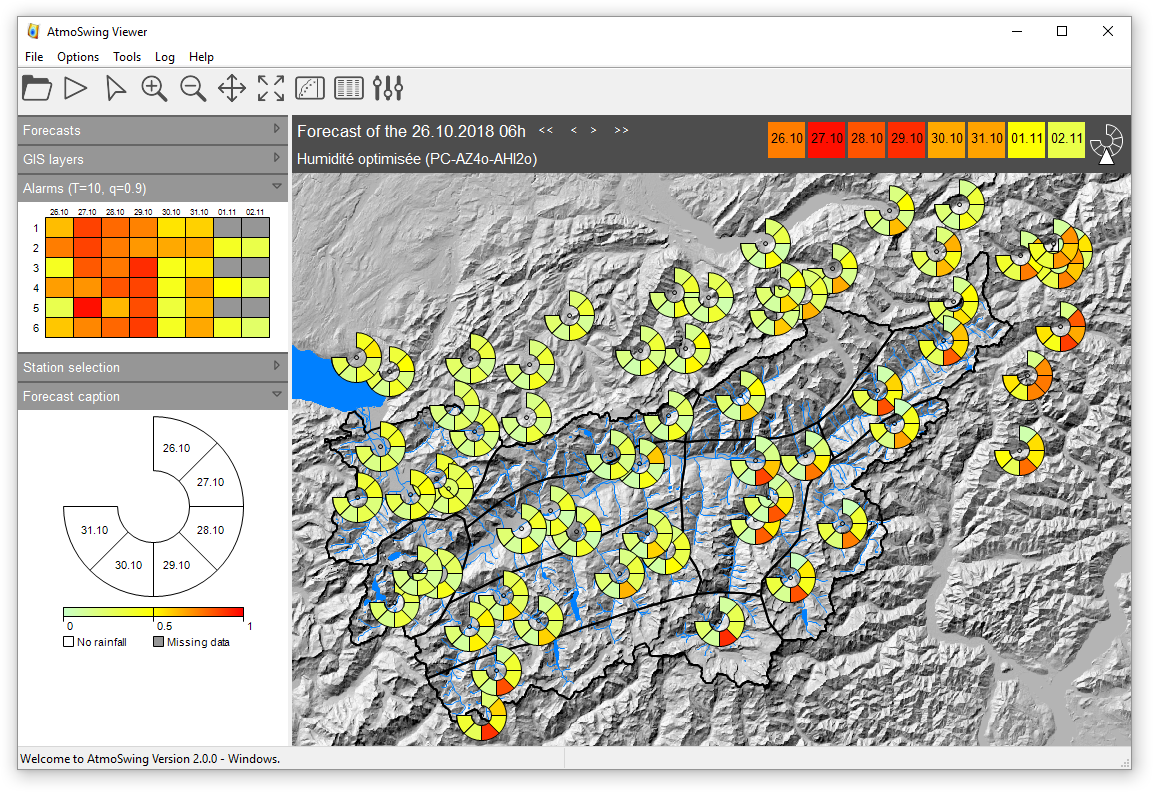 AtmoSwing Viewer
File Options Tools Log Help
Forecasts
GIS layers
Alarms (T=10, q=0.9)
26.10 27.10 28.10 29.10 30.10 31.10 01.11 02.11
1
2
3
4
5
6
Station selection
Forecast caption
26.10
27.10
28.10
29.10
30.10
31.10
0 0.5 1
No rainfall Missing data
Forecast of the 26.10.2018 06h << < > >>
Humidité optimisée (PC-AZ4o-AHI2o)
26.10 27.10 28.10 29.10 30.10 31.10 01.11 02.11
Welcome to AtmoSwing Version 2.0.0 - Windows.